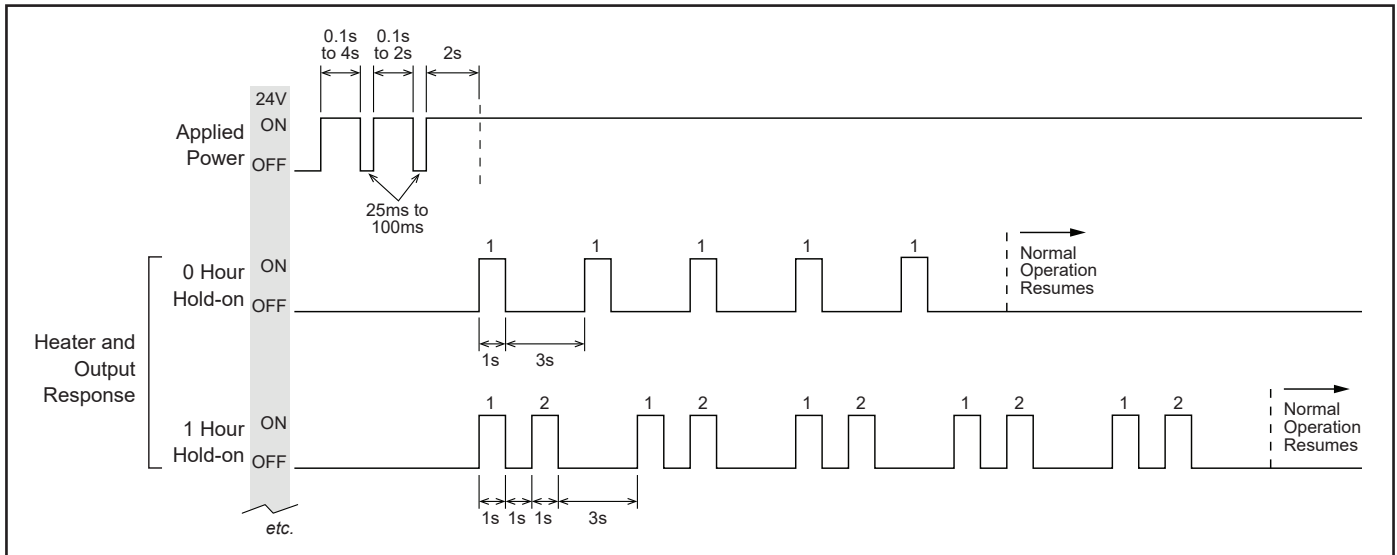 0.1s
to 4s
0.1s
to 2s
2s
24V
ON
OFF
Applied
Power
25ms to
100ms
Heater and
Output
Response
0 Hour
Hold-on
ON
OFF
1
1
1
1
1
Normal
Operation
Resumes
1s
3s
1 Hour
Hold-on
ON
OFF
1
2
1
2
1
2
1
2
1
2
Normal
Operation
Resumes
1s
1s
1s
3s
etc.